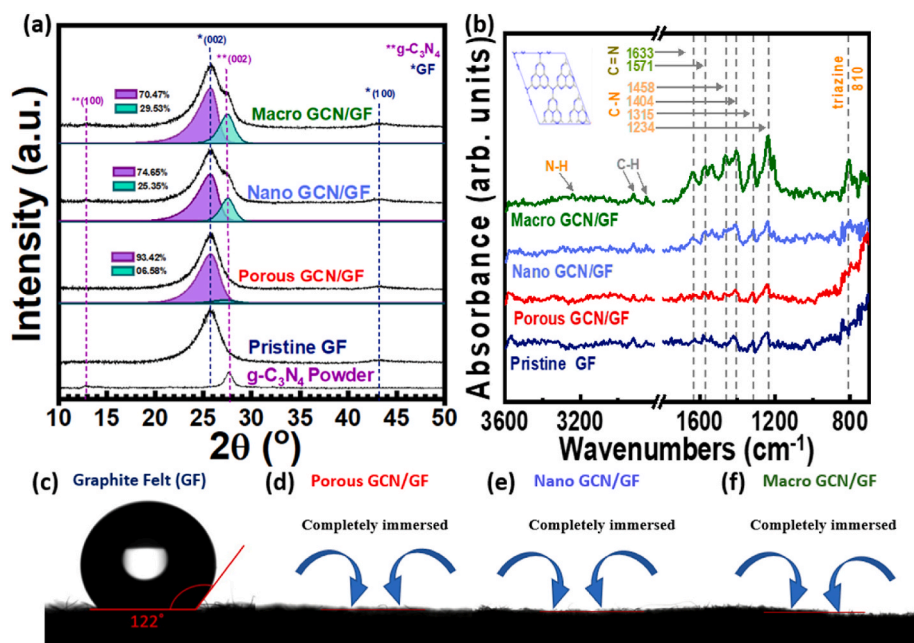 (a)
Intensity (a.u.)
*(002)
**(002)
**g-C₃N₄
*GF
**(100)
*(100)
70.47%
29.53%
Macro GCN/GF
74.65%
25.35%
Nano GCN/GF
93.42%
06.58%
Porous GCN/GF
Pristine GF
g-C₃N₄ Powder
10 15 20 25 30 35 40 45 50
2θ (°)
(b)
Absorbance (arb. units)
C=N
1633
1571
C-N
1458
1404
1315
1234
triazine
810
N-H
C-H
Macro GCN/GF
Nano GCN/GF
Porous GCN/GF
Pristine GF
3600 3200 1600 1200 800
Wavenumbers (cm⁻¹)
(c) Graphite Felt (GF)
122°
(d) Porous GCN/GF
Completely immersed
(e) Nano GCN/GF
Completely immersed
(f) Macro GCN/GF
Completely immersed